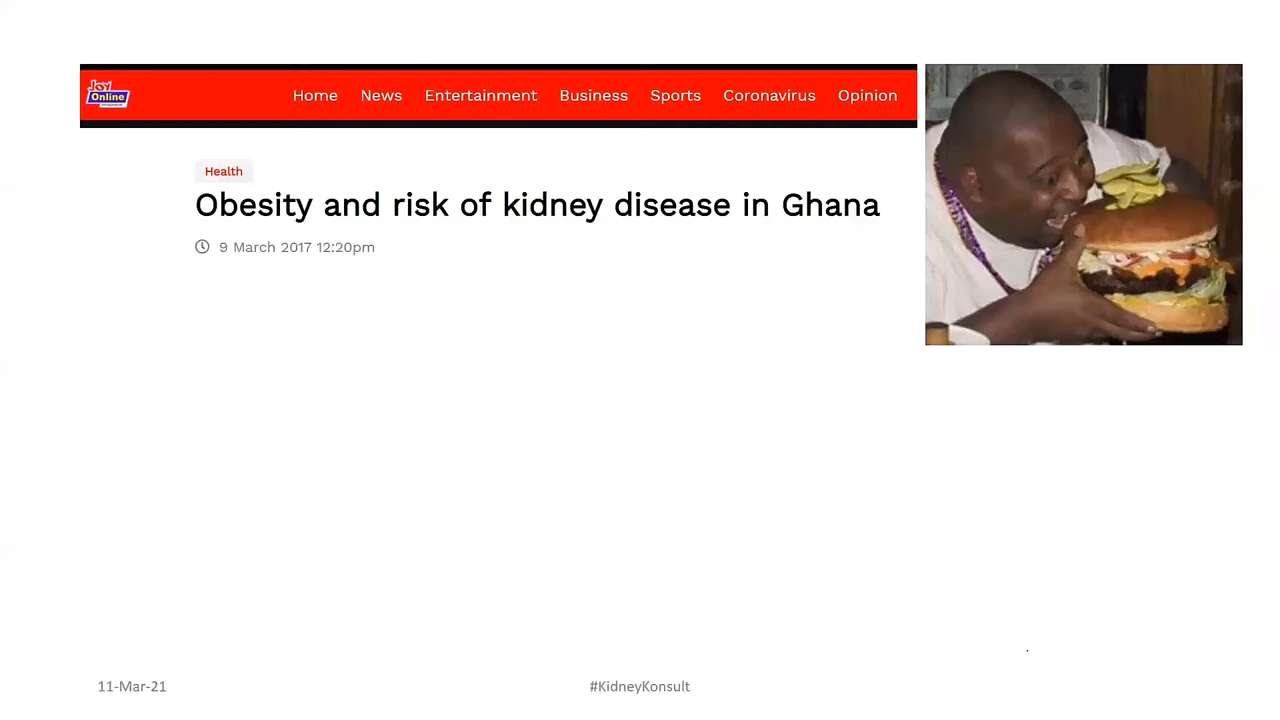 Joy
Online
Home News Entertainment Business Sports Coronavirus Opinion
Health
Obesity and risk of kidney disease in Ghana
9 March 2017 12:20pm
11-Mar-21
#KidneyKonsult